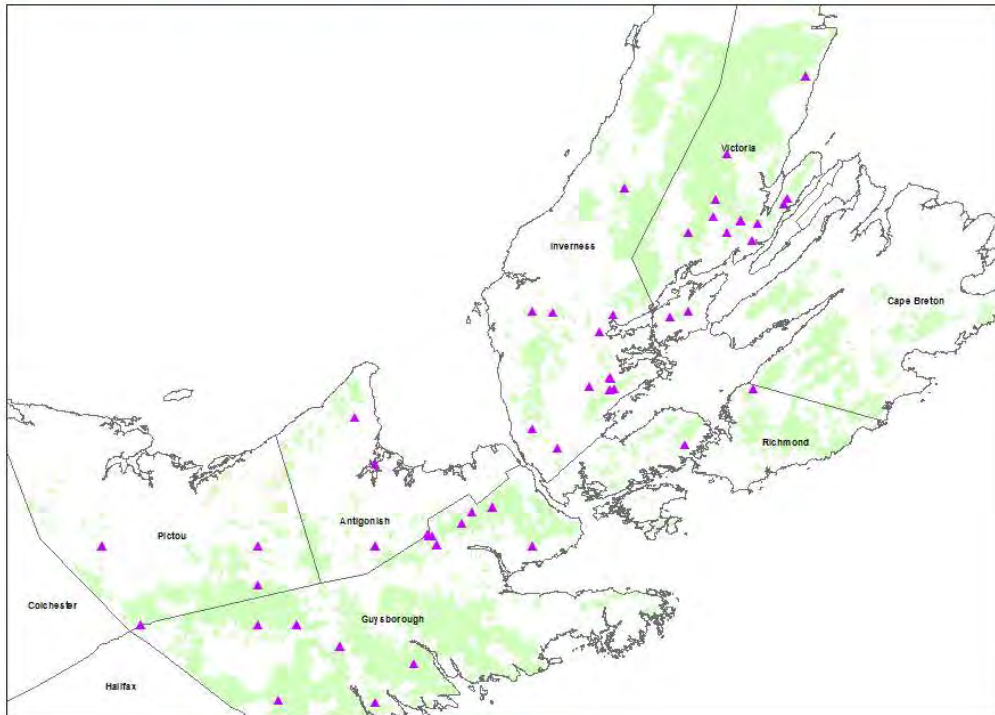 Victoria
Inverness
Cape Breton
Richmond
Antigonish
Pictou
Colchester
Guysborough
Halifax